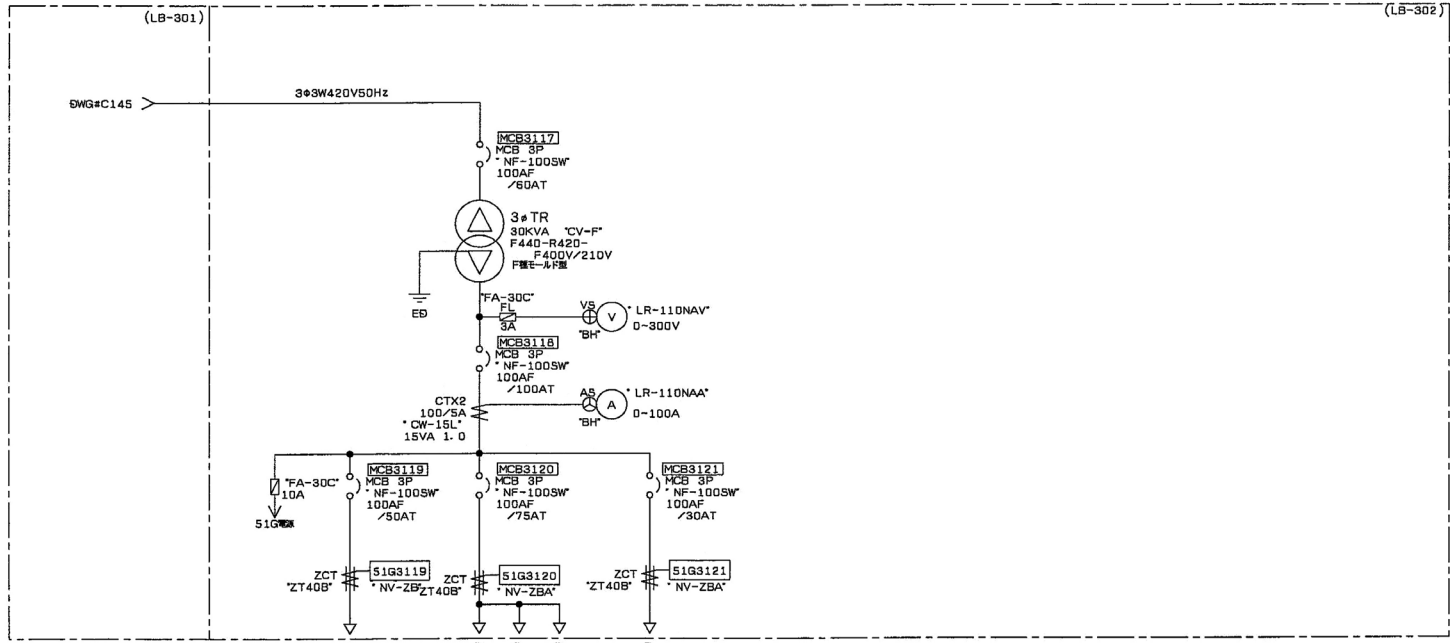 (LB-301)
(LB-302)
DWG#C145
3Φ3W420V50Hz
MCB3117
MCB 3P
"NF-100SW"
100AF
/60AT
3φTR
30KVA "CV-F"
F440-R420-
F400V/210V
F種モールド型
ED
"FA-30C"
FL
3A
VS
"BH"
V
"LR-110NAV"
0~300V
MCB3118
MCB 3P
"NF-100SW"
100AF
/100AT
CTX2
100/5A
"CW-15L"
15VA 1.0
AS
"BH"
A
"LR-110NAA"
0~100A
"FA-30C"
10A
51G電源
MCB3119
MCB 3P
"NF-100SW"
100AF
/50AT
MCB3120
MCB 3P
"NF-100SW"
100AF
/75AT
MCB3121
MCB 3P
"NF-100SW"
100AF
/30AT
ZCT
"ZT40B"
51G3119
"NV-ZB"
ZCT
"ZT40B"
51G3120
"NV-ZBA"
ZCT
"ZT40B"
51G3121
"NV-ZBA"